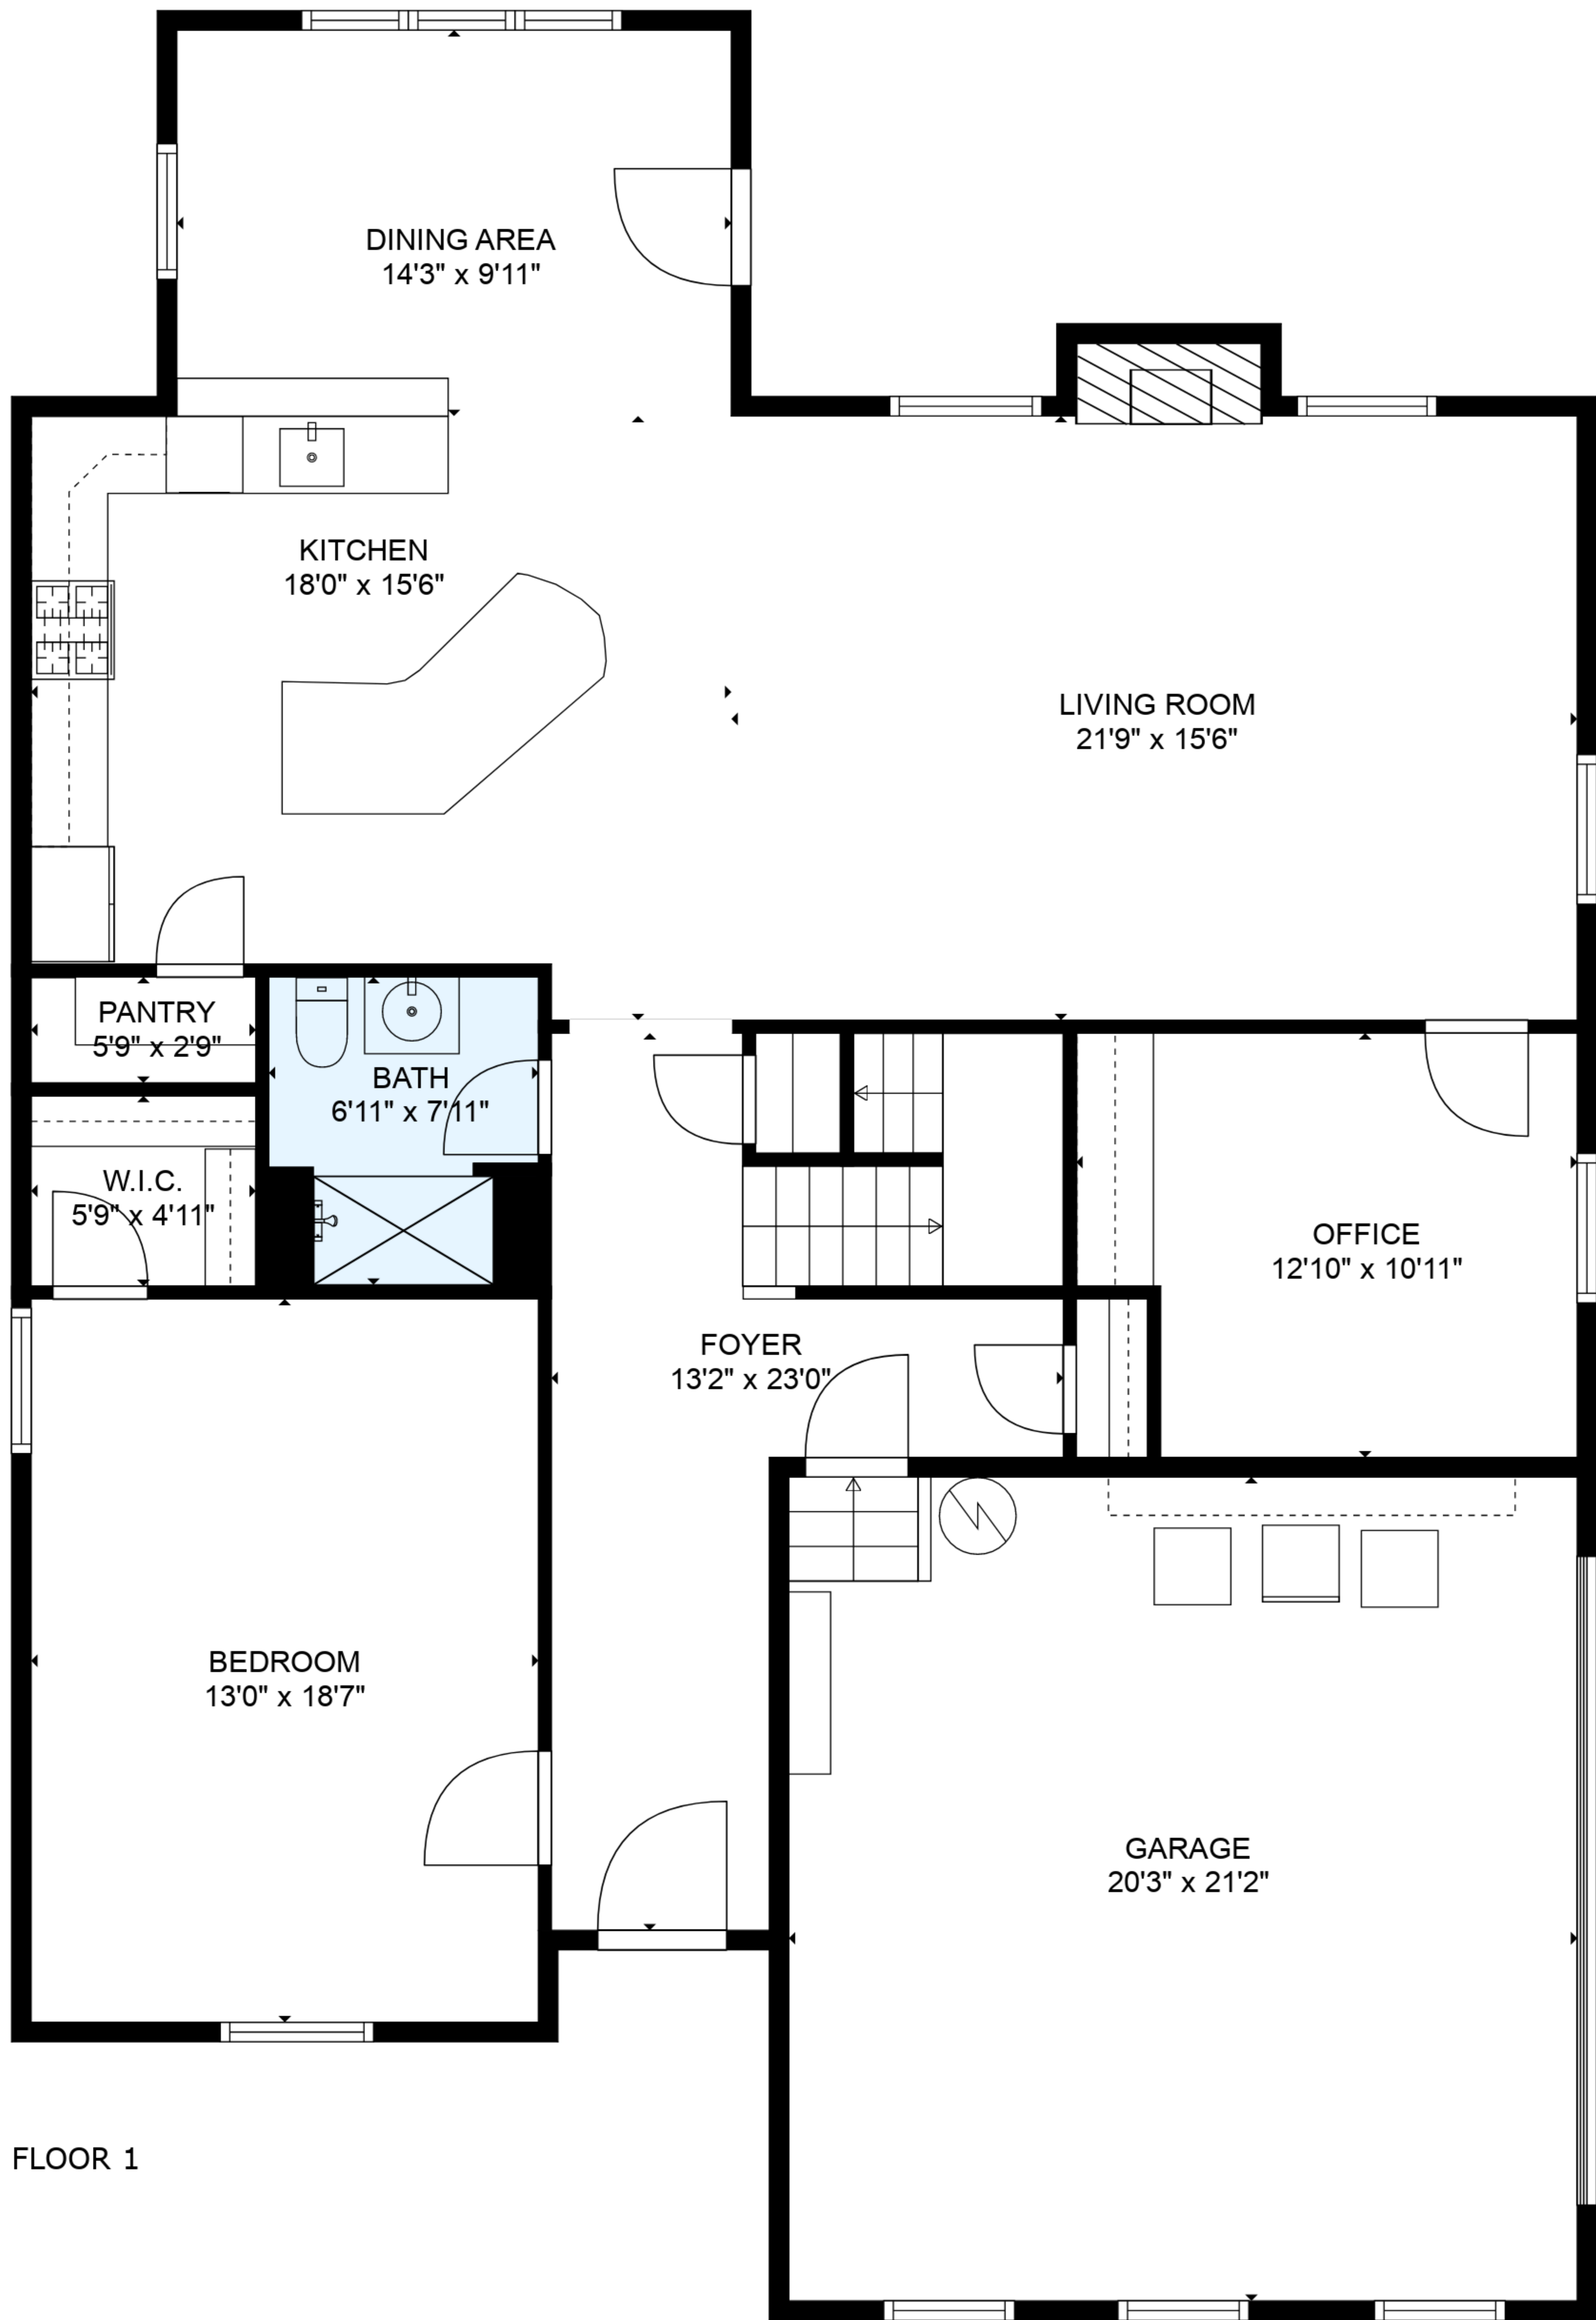 DINING AREA
14'3" x 9'11"
KITCHEN
18'0" x 15'6"
LIVING ROOM
21'9" x 15'6"
PANTRY
5'9" x 2'9"
BATH
6'11" x 7'11"
W.I.C.
5'9" x 4'11"
OFFICE
12'10" x 10'11"
FOYER
13'2" x 23'0"
BEDROOM
13'0" x 18'7"
GARAGE
20'3" x 21'2"
FLOOR 1